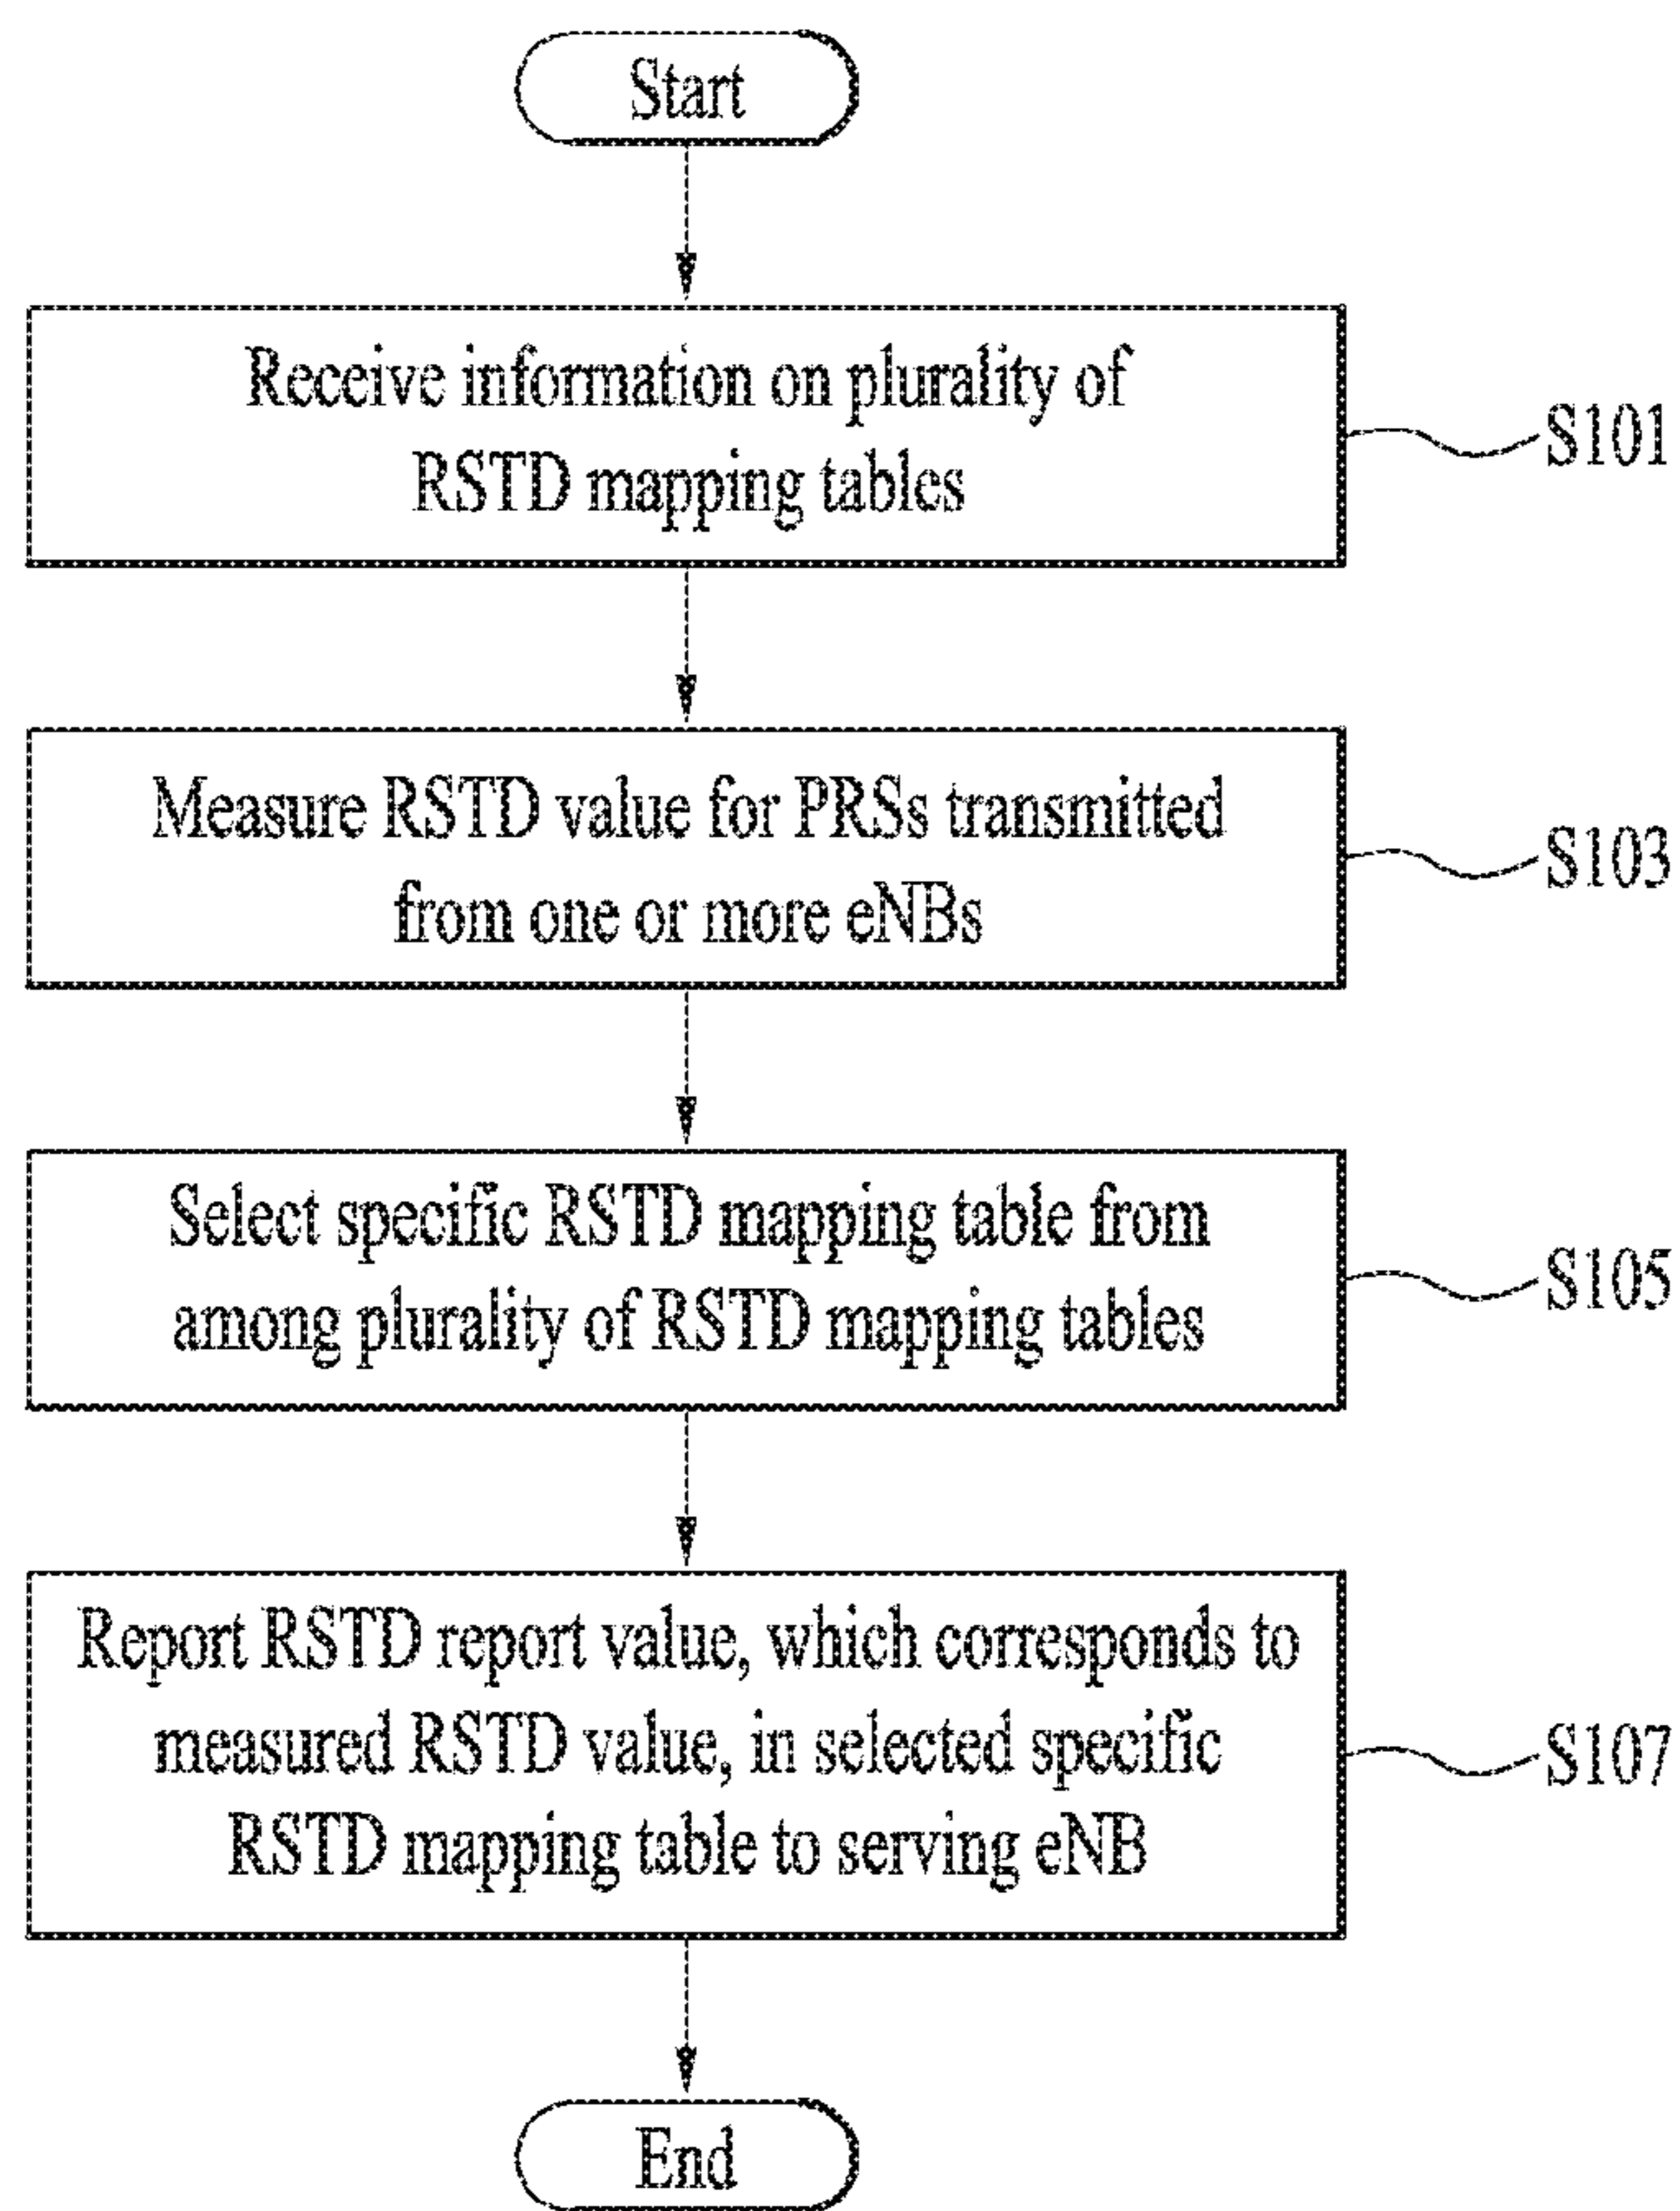 Start
Receive information on plurality of
RSTD mapping tables
S101
Measure RSTD value for PRSs transmitted
from one or more eNBs
S103
Select specific RSTD mapping table from
among plurality of RSTD mapping tables
S105
Report RSTD report value, which corresponds to
measured RSTD value, in selected specific
RSTD mapping table to serving eNB
S107
End